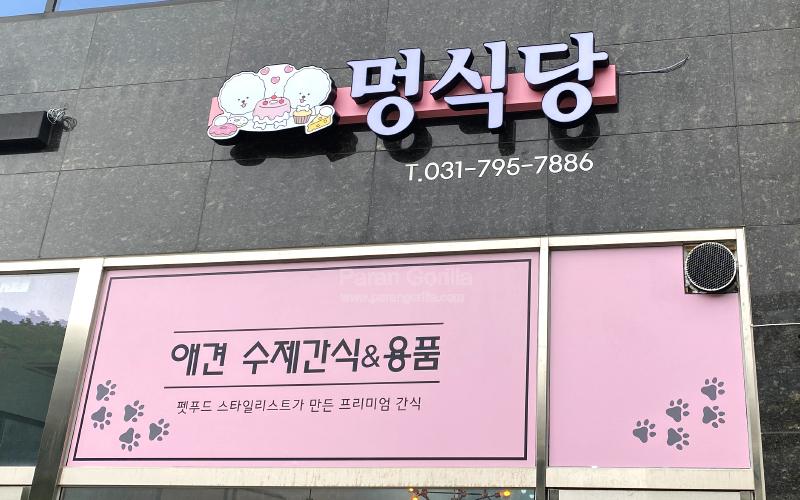 멍식당
T.031-795-7886
Paran Gorilla
www.parangorilla.com
애견 수제간식&용품
펫푸드 스타일리스트가 만든 프리미엄 간식